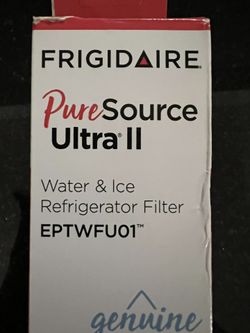 FRIGIDAIRE
PureSource
Ultra® II
Water & Ice
Refrigerator Filter
EPTWFU01™
genuine